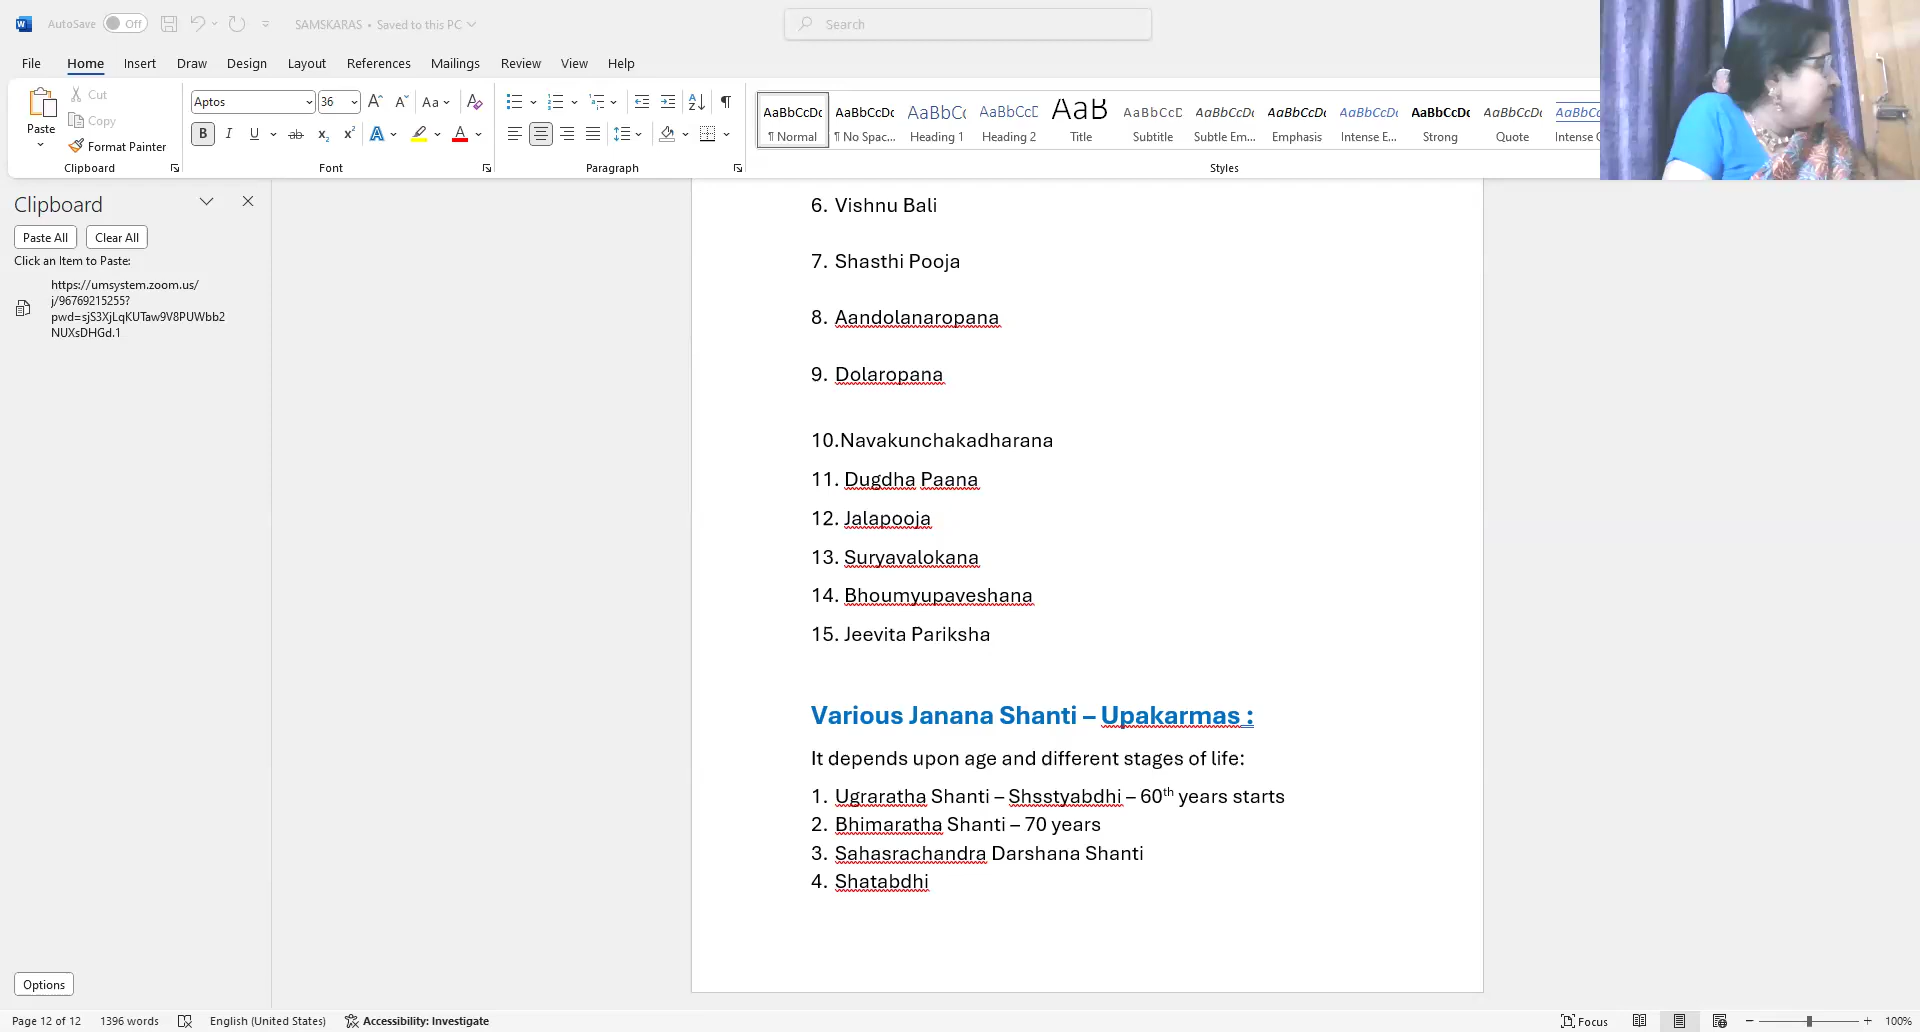 AutoSave Off SAMSKARAS • Saved to this PC Search
File Home Insert Draw Design Layout References Mailings Review View Help
Paste Cut Copy Format Painter Clipboard
Aptos 36 Aa Font
Paragraph
AaBbCcDc ¶ Normal
AaBbCcDc ¶ No Spac...
AaBbCc Heading 1
AaBbCcD Heading 2
AaB Title
AaBbCcD Subtitle
AaBbCcDc Subtle Em...
AaBbCcDc Emphasis
AaBbCcDc Intense E...
AaBbCcDc Strong
AaBbCcDc Quote
AaBbCc Intense
Styles
Clipboard
Paste All Clear All
Click an Item to Paste:
https://umsystem.zoom.us/
j/96769215255?
pwd=sjS3XjLqKUTaw9V8PUWbb2
NUXsDHGd.1
Options
6. Vishnu Bali
7. Shasthi Pooja
8. Aandolanaropana
9. Dolaropana
10.Navakunchakadharana
11. Dugdha Paana
12. Jalapooja
13. Suryavalokana
14. Bhoumyupaveshana
15. Jeevita Pariksha
Various Janana Shanti – Upakarmas :
It depends upon age and different stages of life:
1. Ugraratha Shanti – Shsstyabdhi – 60th years starts
2. Bhimaratha Shanti – 70 years
3. Sahasrachandra Darshana Shanti
4. Shatabdhi
Page 12 of 12 1396 words English (United States) Accessibility: Investigate Focus 100%